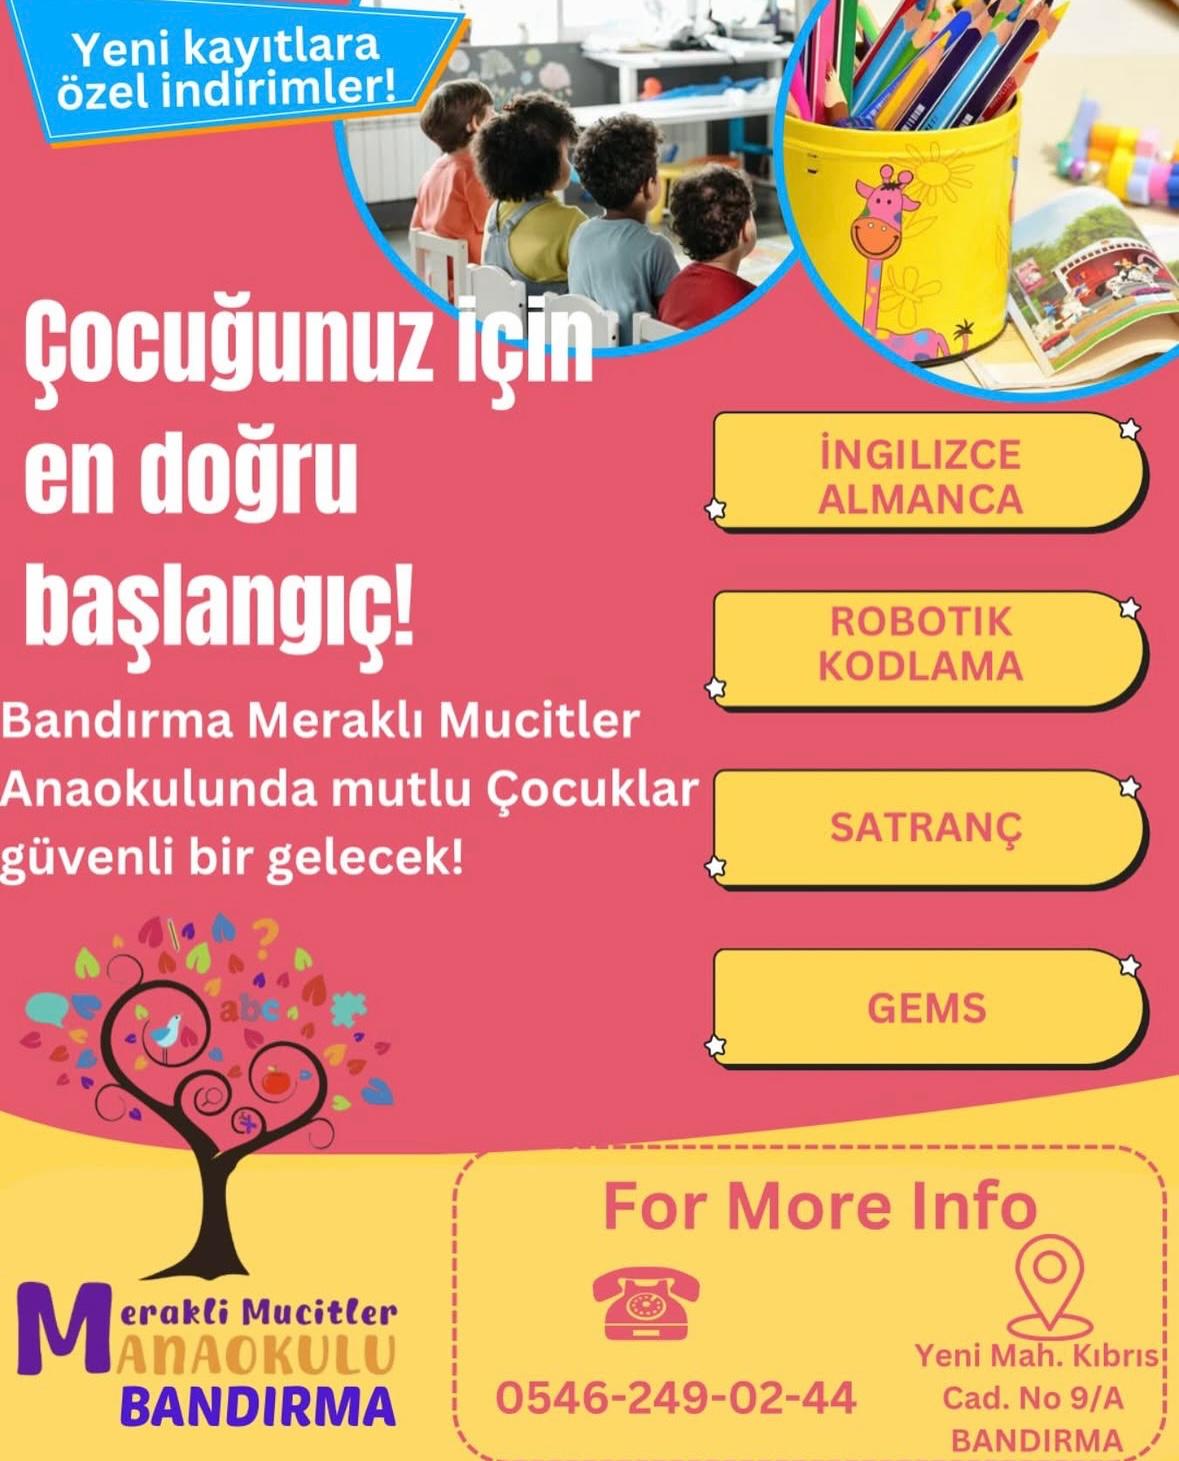 Yeni kayıtlara
özel indirimler!
Çocuğunuz için
en doğru
başlangıç!
Bandırma Meraklı Mucitler
Anaokulunda mutlu Çocuklar
güvenli bir gelecek!
İNGILIZCE
ALMANCA
ROBOTIK
KODLAMA
SATRANÇ
GEMS
abc
?
Merakli Mucitler
ANAOKULU
BANDIRMA
For More Info
0546-249-02-44
Yeni Mah. Kıbrıs
Cad. No 9/A
BANDIRMA